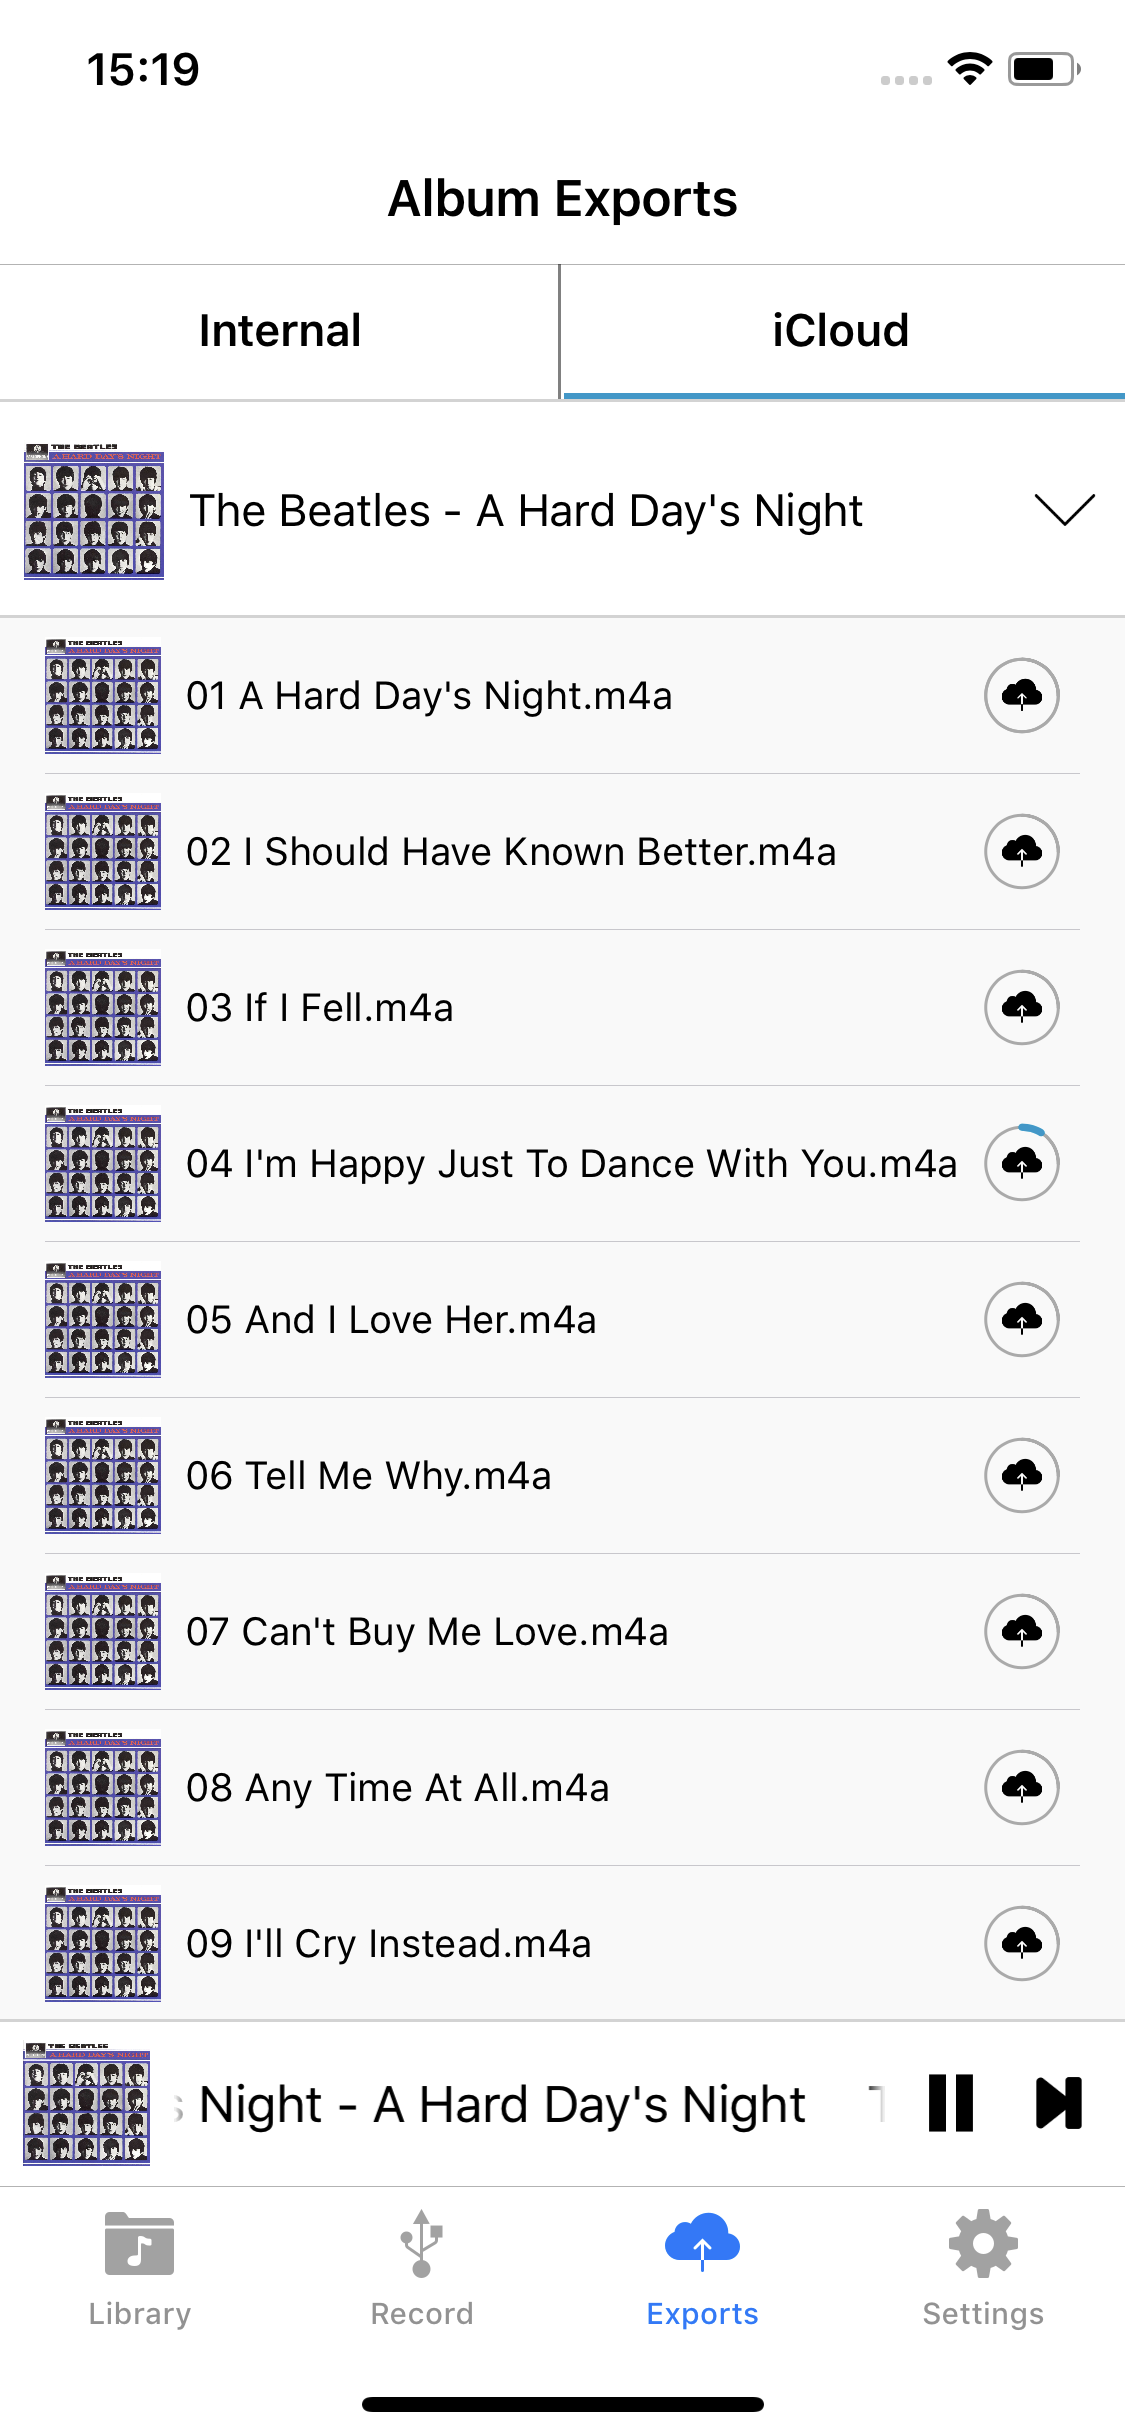 15:19
Album Exports
Internal
iCloud
THE BEATLES
A HARD DAY'S NIGHT
The Beatles - A Hard Day's Night
01 A Hard Day's Night.m4a
02 I Should Have Known Better.m4a
03 If I Fell.m4a
04 I'm Happy Just To Dance With You.m4a
05 And I Love Her.m4a
06 Tell Me Why.m4a
07 Can't Buy Me Love.m4a
08 Any Time At All.m4a
09 I'll Cry Instead.m4a
s Night - A Hard Day's Night T
Library
Record
Exports
Settings